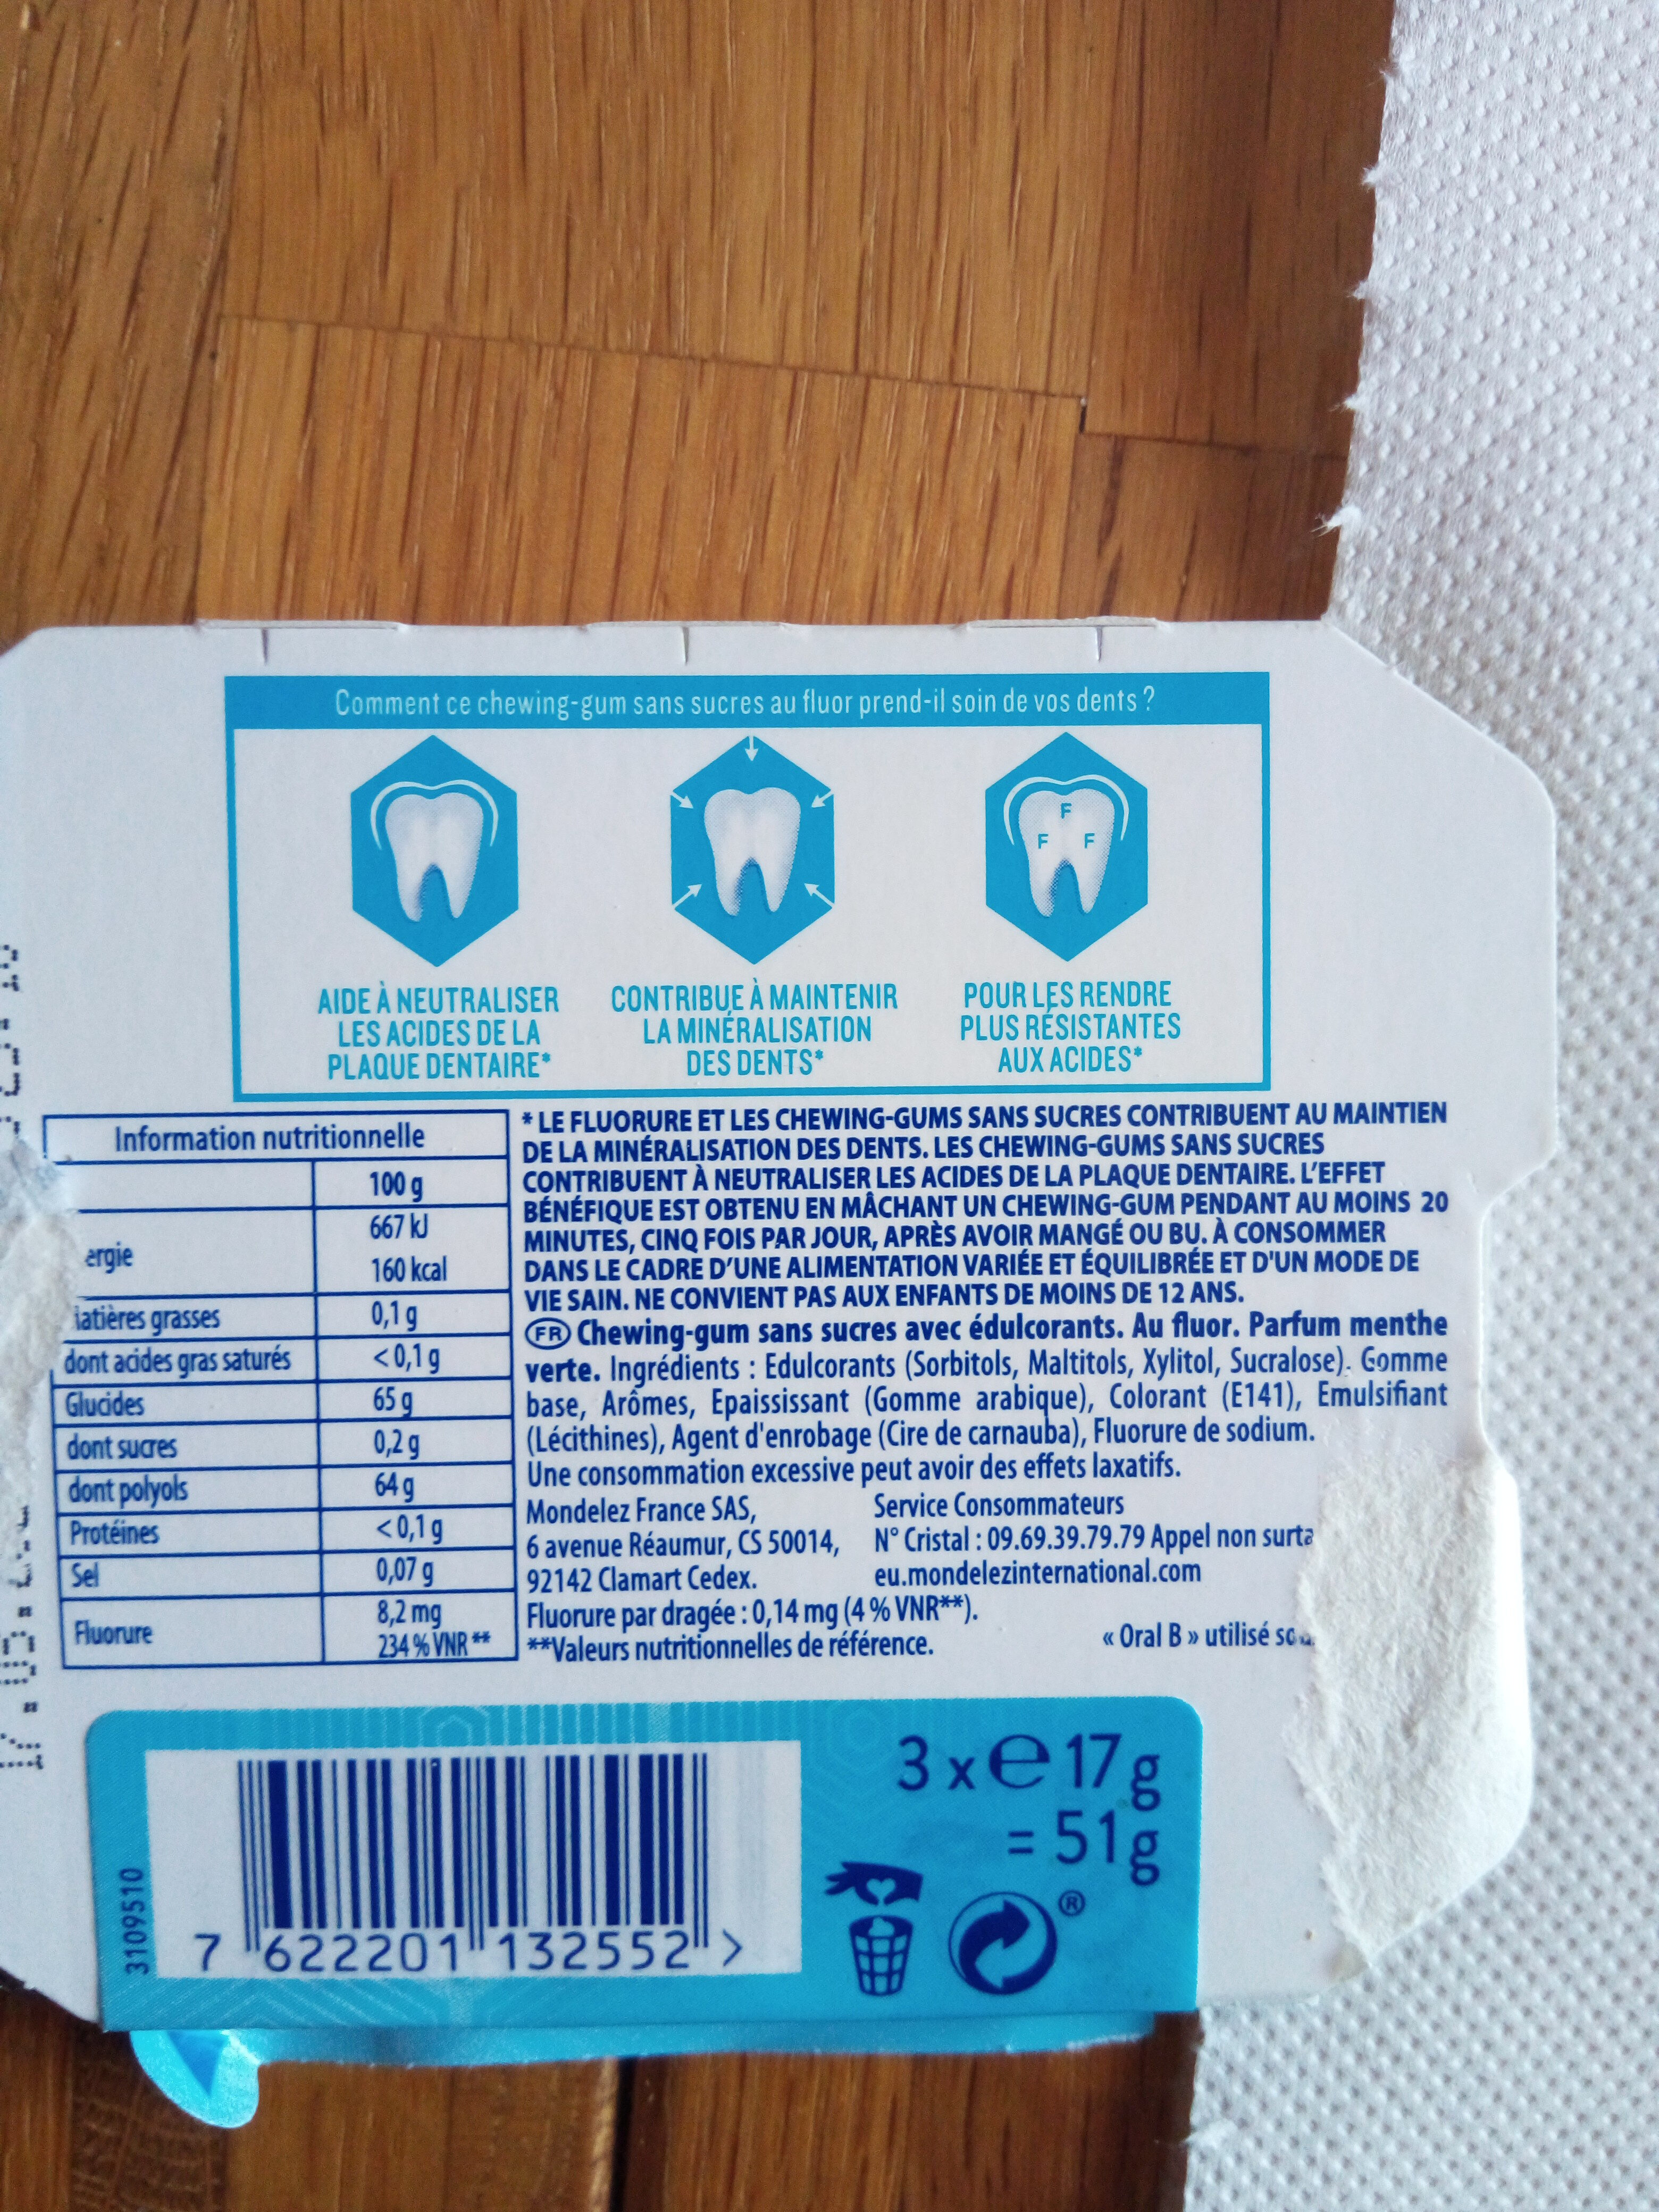 Comment ce chewing-gum sans sucres au fluor prend-il soin de vos dents ?
F
F F
AIDE À NEUTRALISER
LES ACIDES DE LA
PLAQUE DENTAIRE*
CONTRIBUE À MAINTENIR
LA MINÉRALISATION
DES DENTS*
POUR LES RENDRE
PLUS RÉSISTANTES
AUX ACIDES*
Information nutritionnelle
100 g
ergie 667 kJ
160 kcal
atières grasses 0,1 g
dont acides gras saturés <0,1 g
Glucides 65 g
dont sucres 0,2 g
dont polyols 64 g
Protéines <0,1 g
Sel 0,07 g
Fluorure 8,2 mg
234 % VNR **
* LE FLUORURE ET LES CHEWING-GUMS SANS SUCRES CONTRIBUENT AU MAINTIEN
DE LA MINÉRALISATION DES DENTS. LES CHEWING-GUMS SANS SUCRES
CONTRIBUENT À NEUTRALISER LES ACIDES DE LA PLAQUE DENTAIRE. L'EFFET
BÉNÉFIQUE EST OBTENU EN MÂCHANT UN CHEWING-GUM PENDANT AU MOINS 20
MINUTES, CINQ FOIS PAR JOUR, APRÈS AVOIR MANGÉ OU BU. À CONSOMMER
DANS LE CADRE D'UNE ALIMENTATION VARIÉE ET ÉQUILIBRÉE ET D'UN MODE DE
VIE SAIN. NE CONVIENT PAS AUX ENFANTS DE MOINS DE 12 ANS.
FR Chewing-gum sans sucres avec édulcorants. Au fluor. Parfum menthe
verte. Ingrédients : Edulcorants (Sorbitols, Maltitols, Xylitol, Sucralose). Gomme
base, Arômes, Epaississant (Gomme arabique), Colorant (E141), Emulsifiant
(Lécithines), Agent d'enrobage (Cire de carnauba), Fluorure de sodium.
Une consommation excessive peut avoir des effets laxatifs.
Mondelez France SAS,
6 avenue Réaumur, CS 50014,
92142 Clamart Cedex.
Service Consommateurs
N° Cristal : 09.69.39.79.79 Appel non surta
eu.mondelezinternational.com
Fluorure par dragée : 0,14 mg (4 % VNR**).
**Valeurs nutritionnelles de référence.
« Oral B » utilisé
3109510
7 622201 132552 >
3 x e 17 g
= 51 g
®